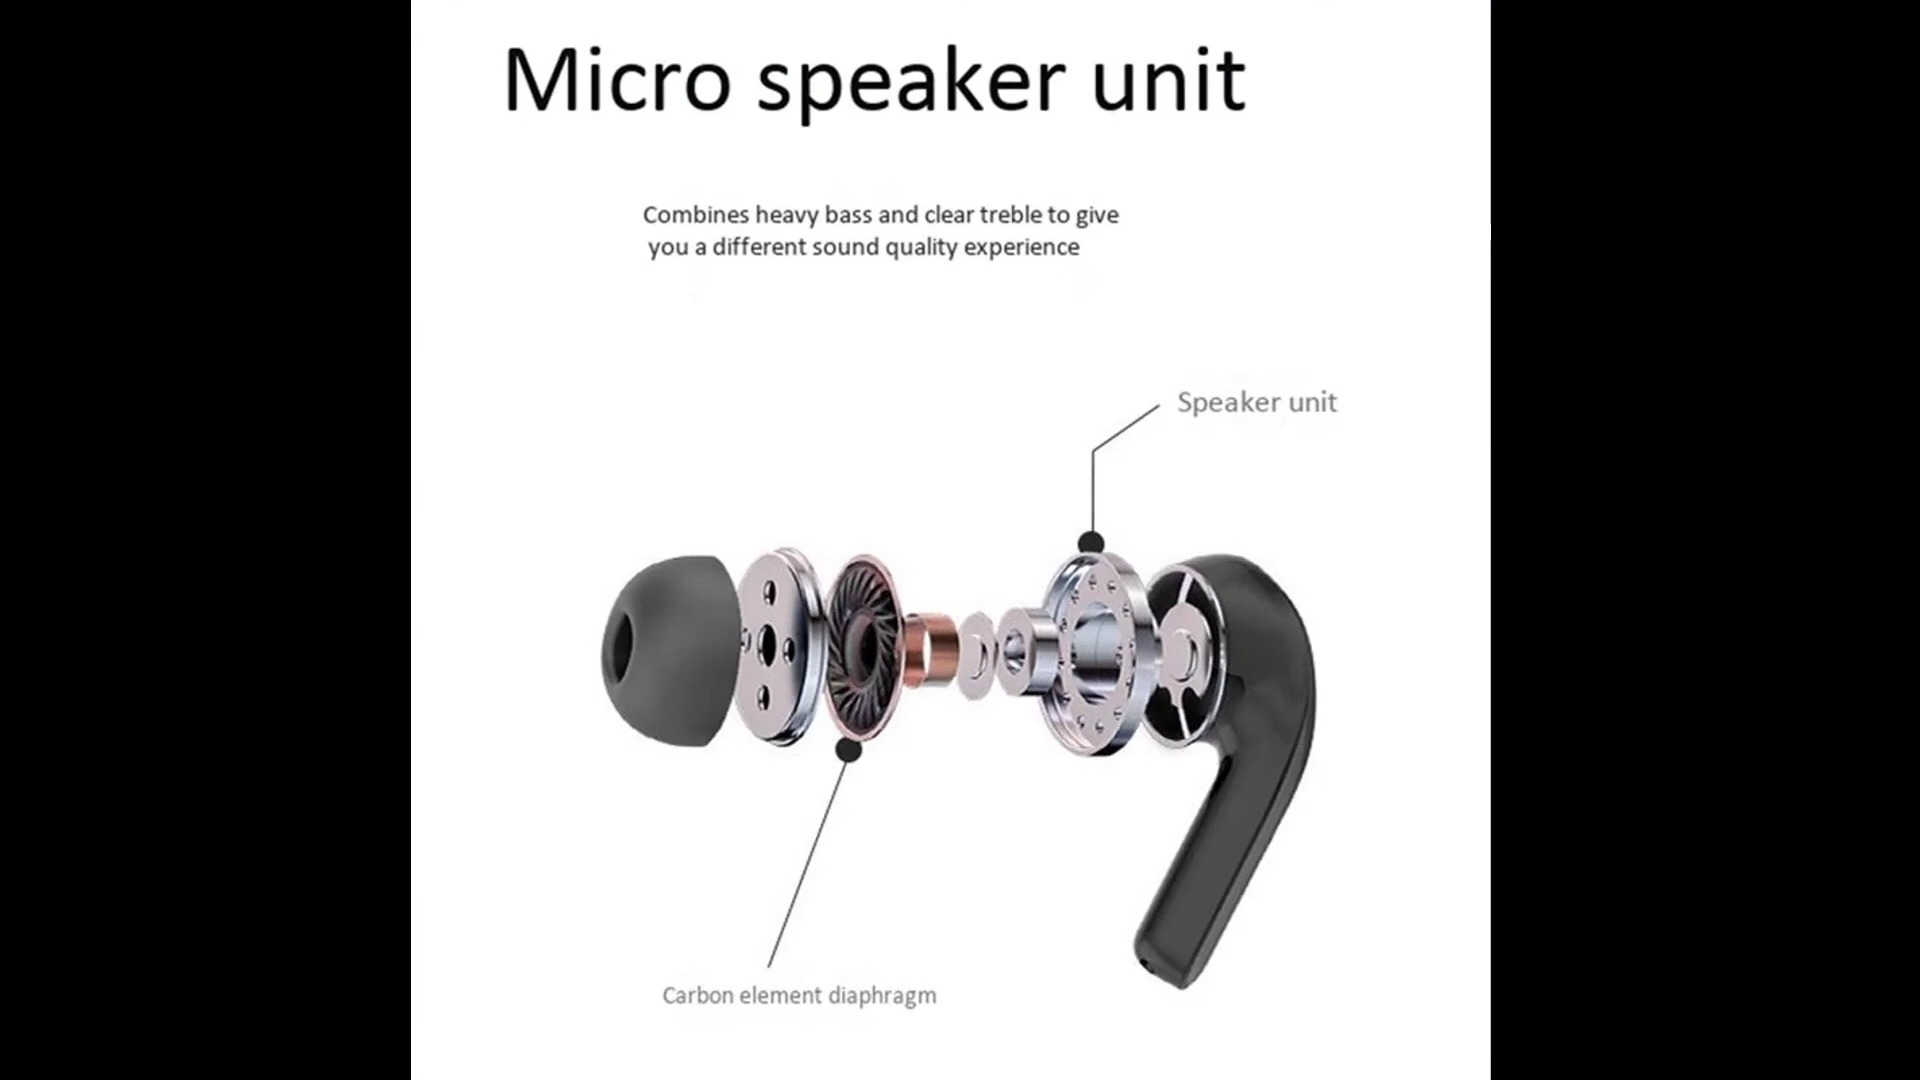 Micro speaker unit
Combines heavy bass and clear treble to give
you a different sound quality experience
Speaker unit
Carbon element diaphragm